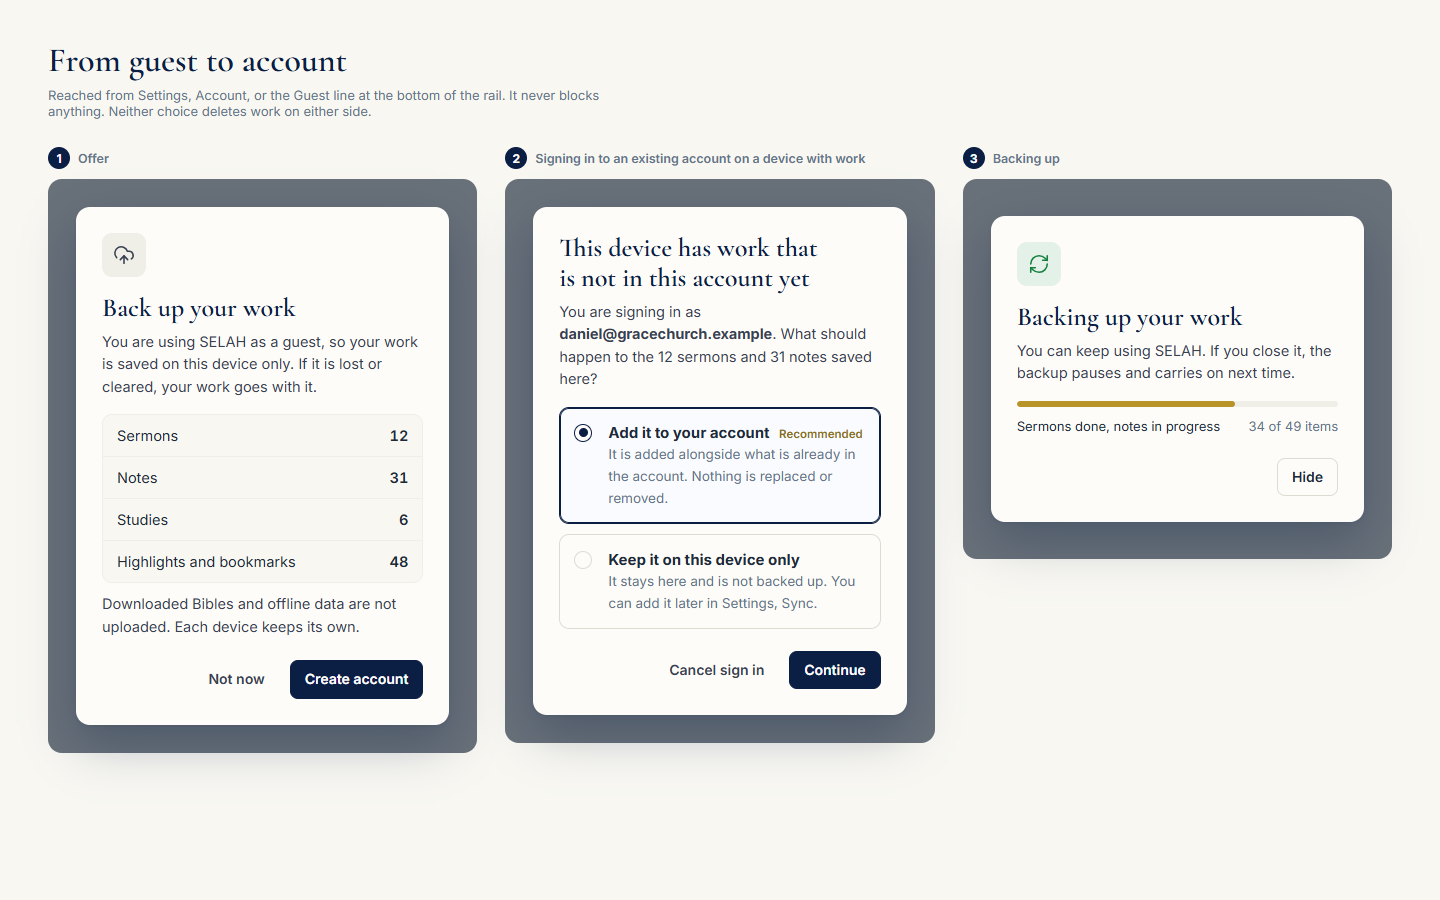 From guest to account
Reached from Settings, Account, or the Guest line at the bottom of the rail. It never blocks
anything. Neither choice deletes work on either side.
1 Offer
Back up your work
You are using SELAH as a guest, so your work
is saved on this device only. If it is lost or
cleared, your work goes with it.
Sermons 12
Notes 31
Studies 6
Highlights and bookmarks 48
Downloaded Bibles and offline data are not
uploaded. Each device keeps its own.
Not now Create account
2 Signing in to an existing account on a device with work
This device has work that
is not in this account yet
You are signing in as
daniel@gracechurch.example. What should
happen to the 12 sermons and 31 notes saved
here?
Add it to your account Recommended
It is added alongside what is already in
the account. Nothing is replaced or
removed.
Keep it on this device only
It stays here and is not backed up. You
can add it later in Settings, Sync.
Cancel sign in Continue
3 Backing up
Backing up your work
You can keep using SELAH. If you close it, the
backup pauses and carries on next time.
Sermons done, notes in progress 34 of 49 items
Hide